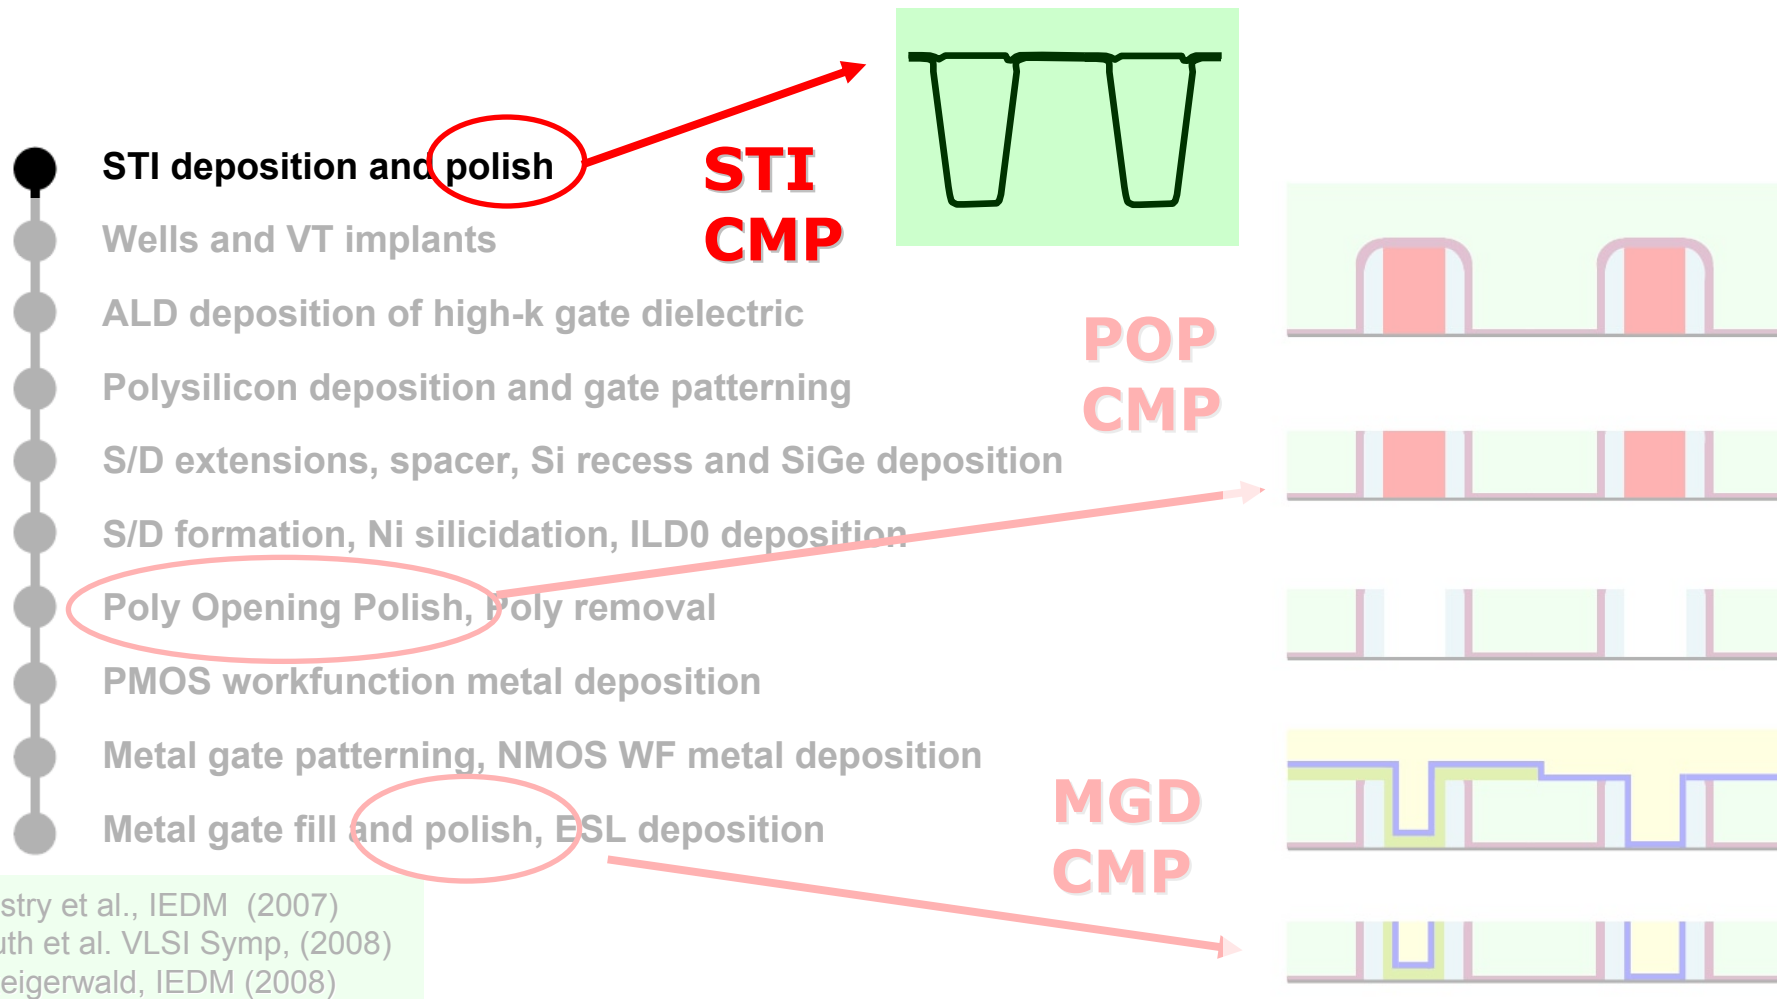 STI deposition and polish
STI
CMP
Wells and VT implants
ALD deposition of high-k gate dielectric
POP
CMP
Polysilicon deposition and gate patterning
S/D extensions, spacer, Si recess and SiGe deposition
S/D formation, Ni silicidation, ILD0 deposition
Poly Opening Polish, Poly removal
PMOS workfunction metal deposition
Metal gate patterning, NMOS WF metal deposition
MGD
CMP
Metal gate fill and polish, ESL deposition
stry et al., IEDM (2007)
uth et al. VLSI Symp, (2008)
eigerwald, IEDM (2008)